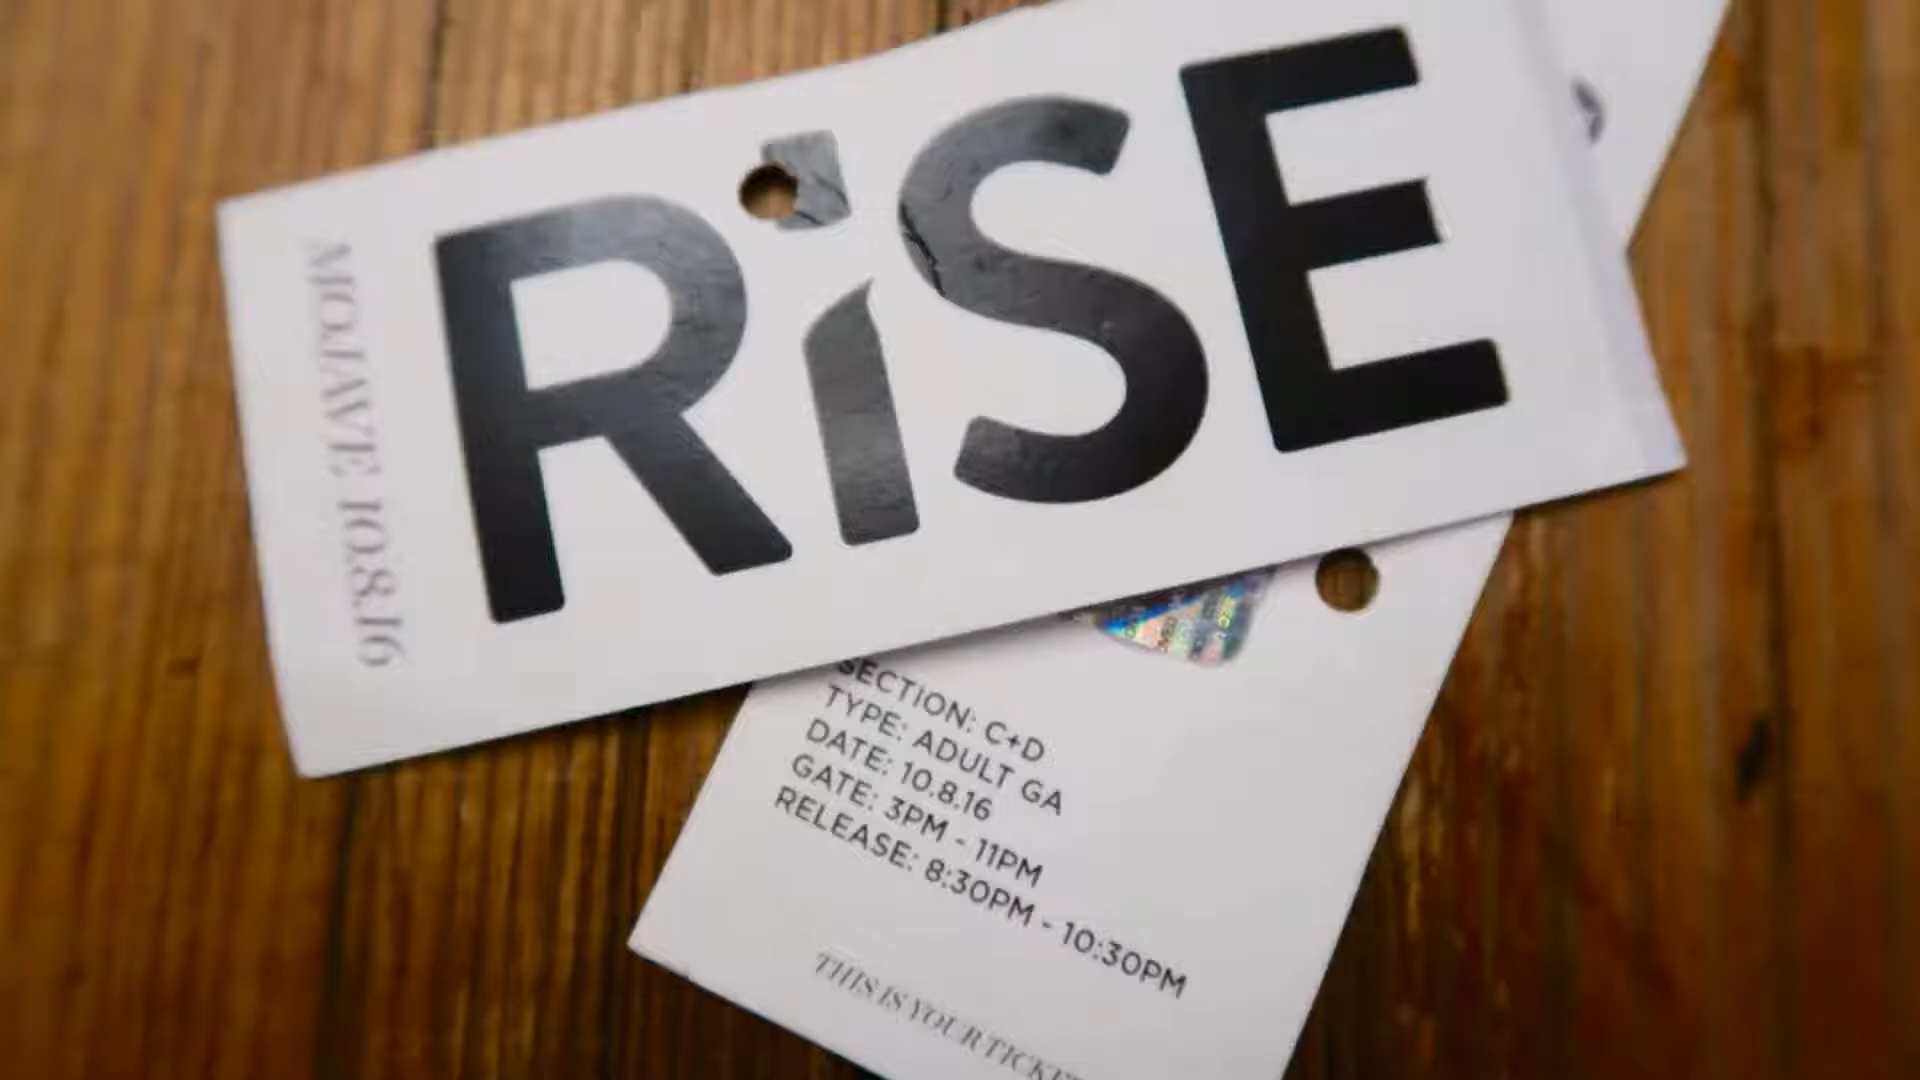 RiSE
MOJAVE 10.8.16
SECTION: C+D
TYPE: ADULT GA
DATE: 10.8.16
GATE: 3PM - 11PM
RELEASE: 8:30PM - 10:30PM
THIS IS YOUR TICKET